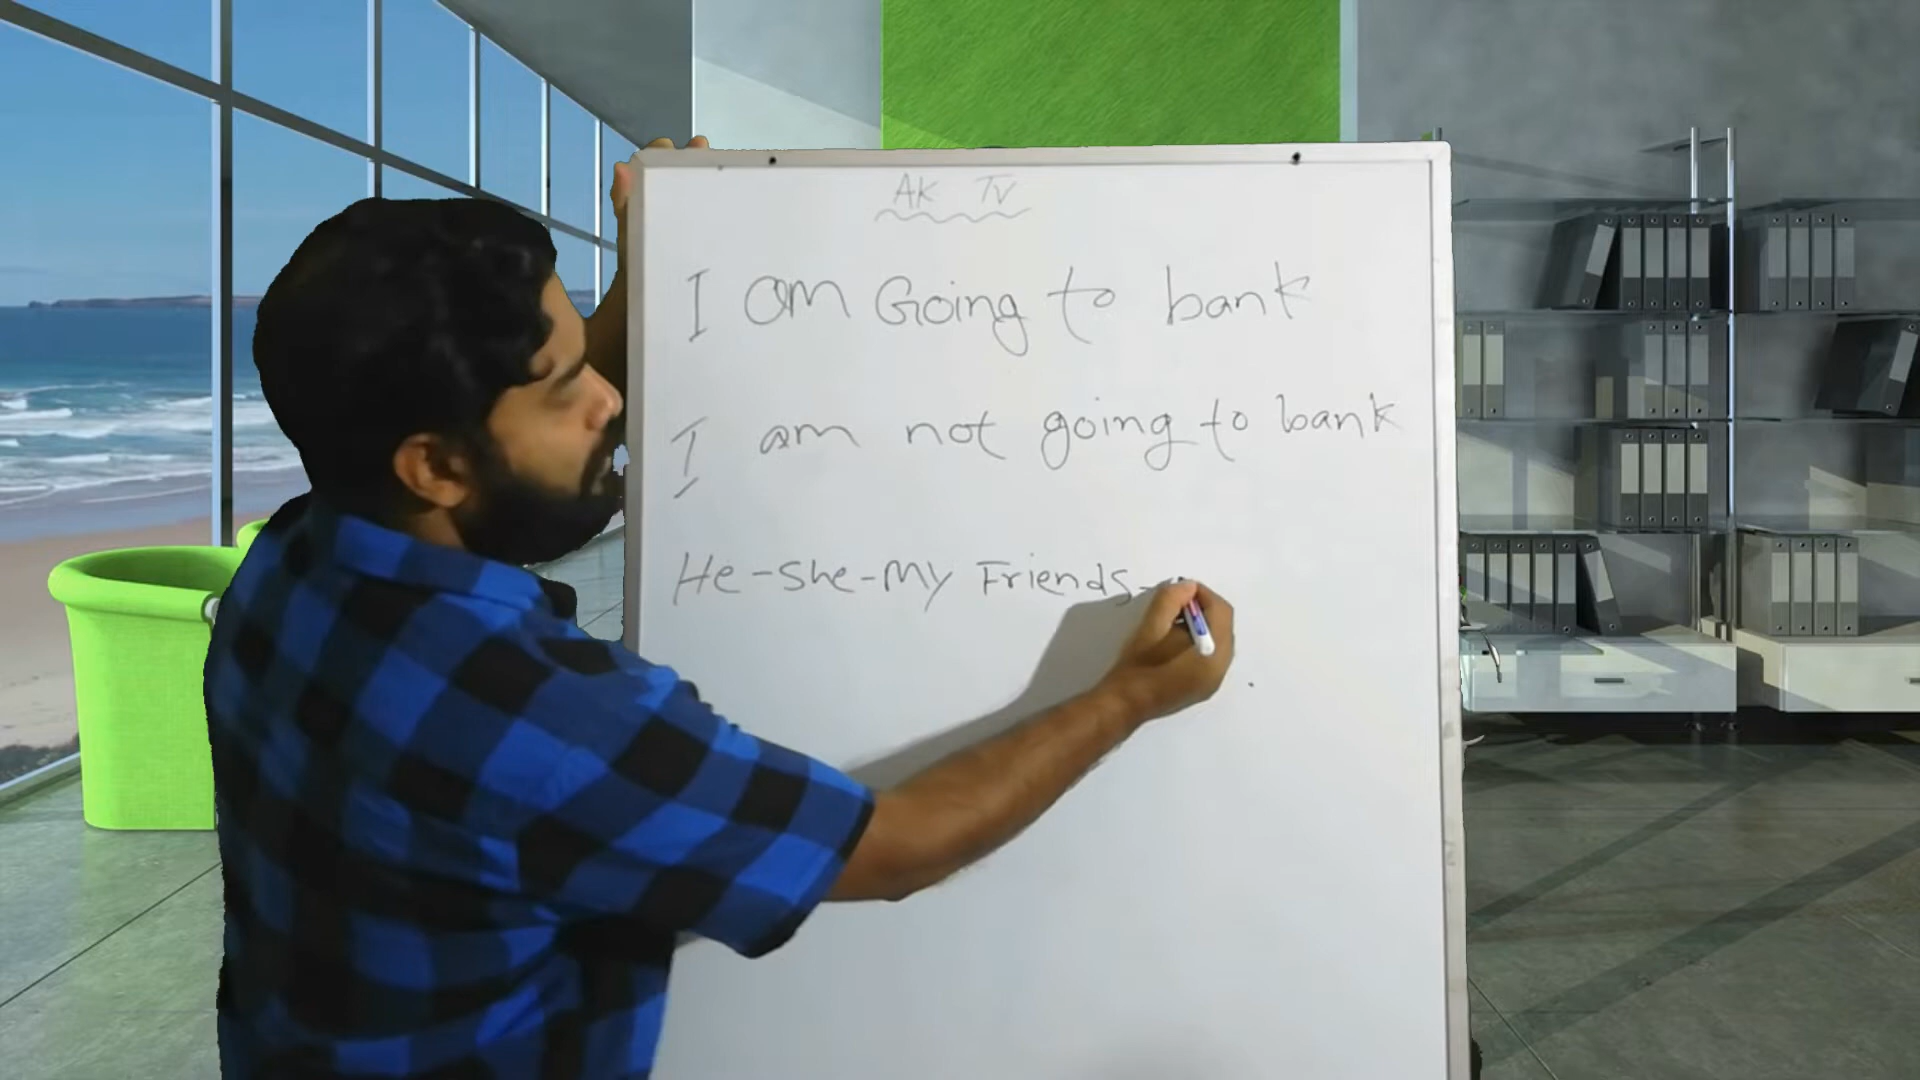 AK TV
I am Going to bank
I am not going to bank
He-She-My Friends-